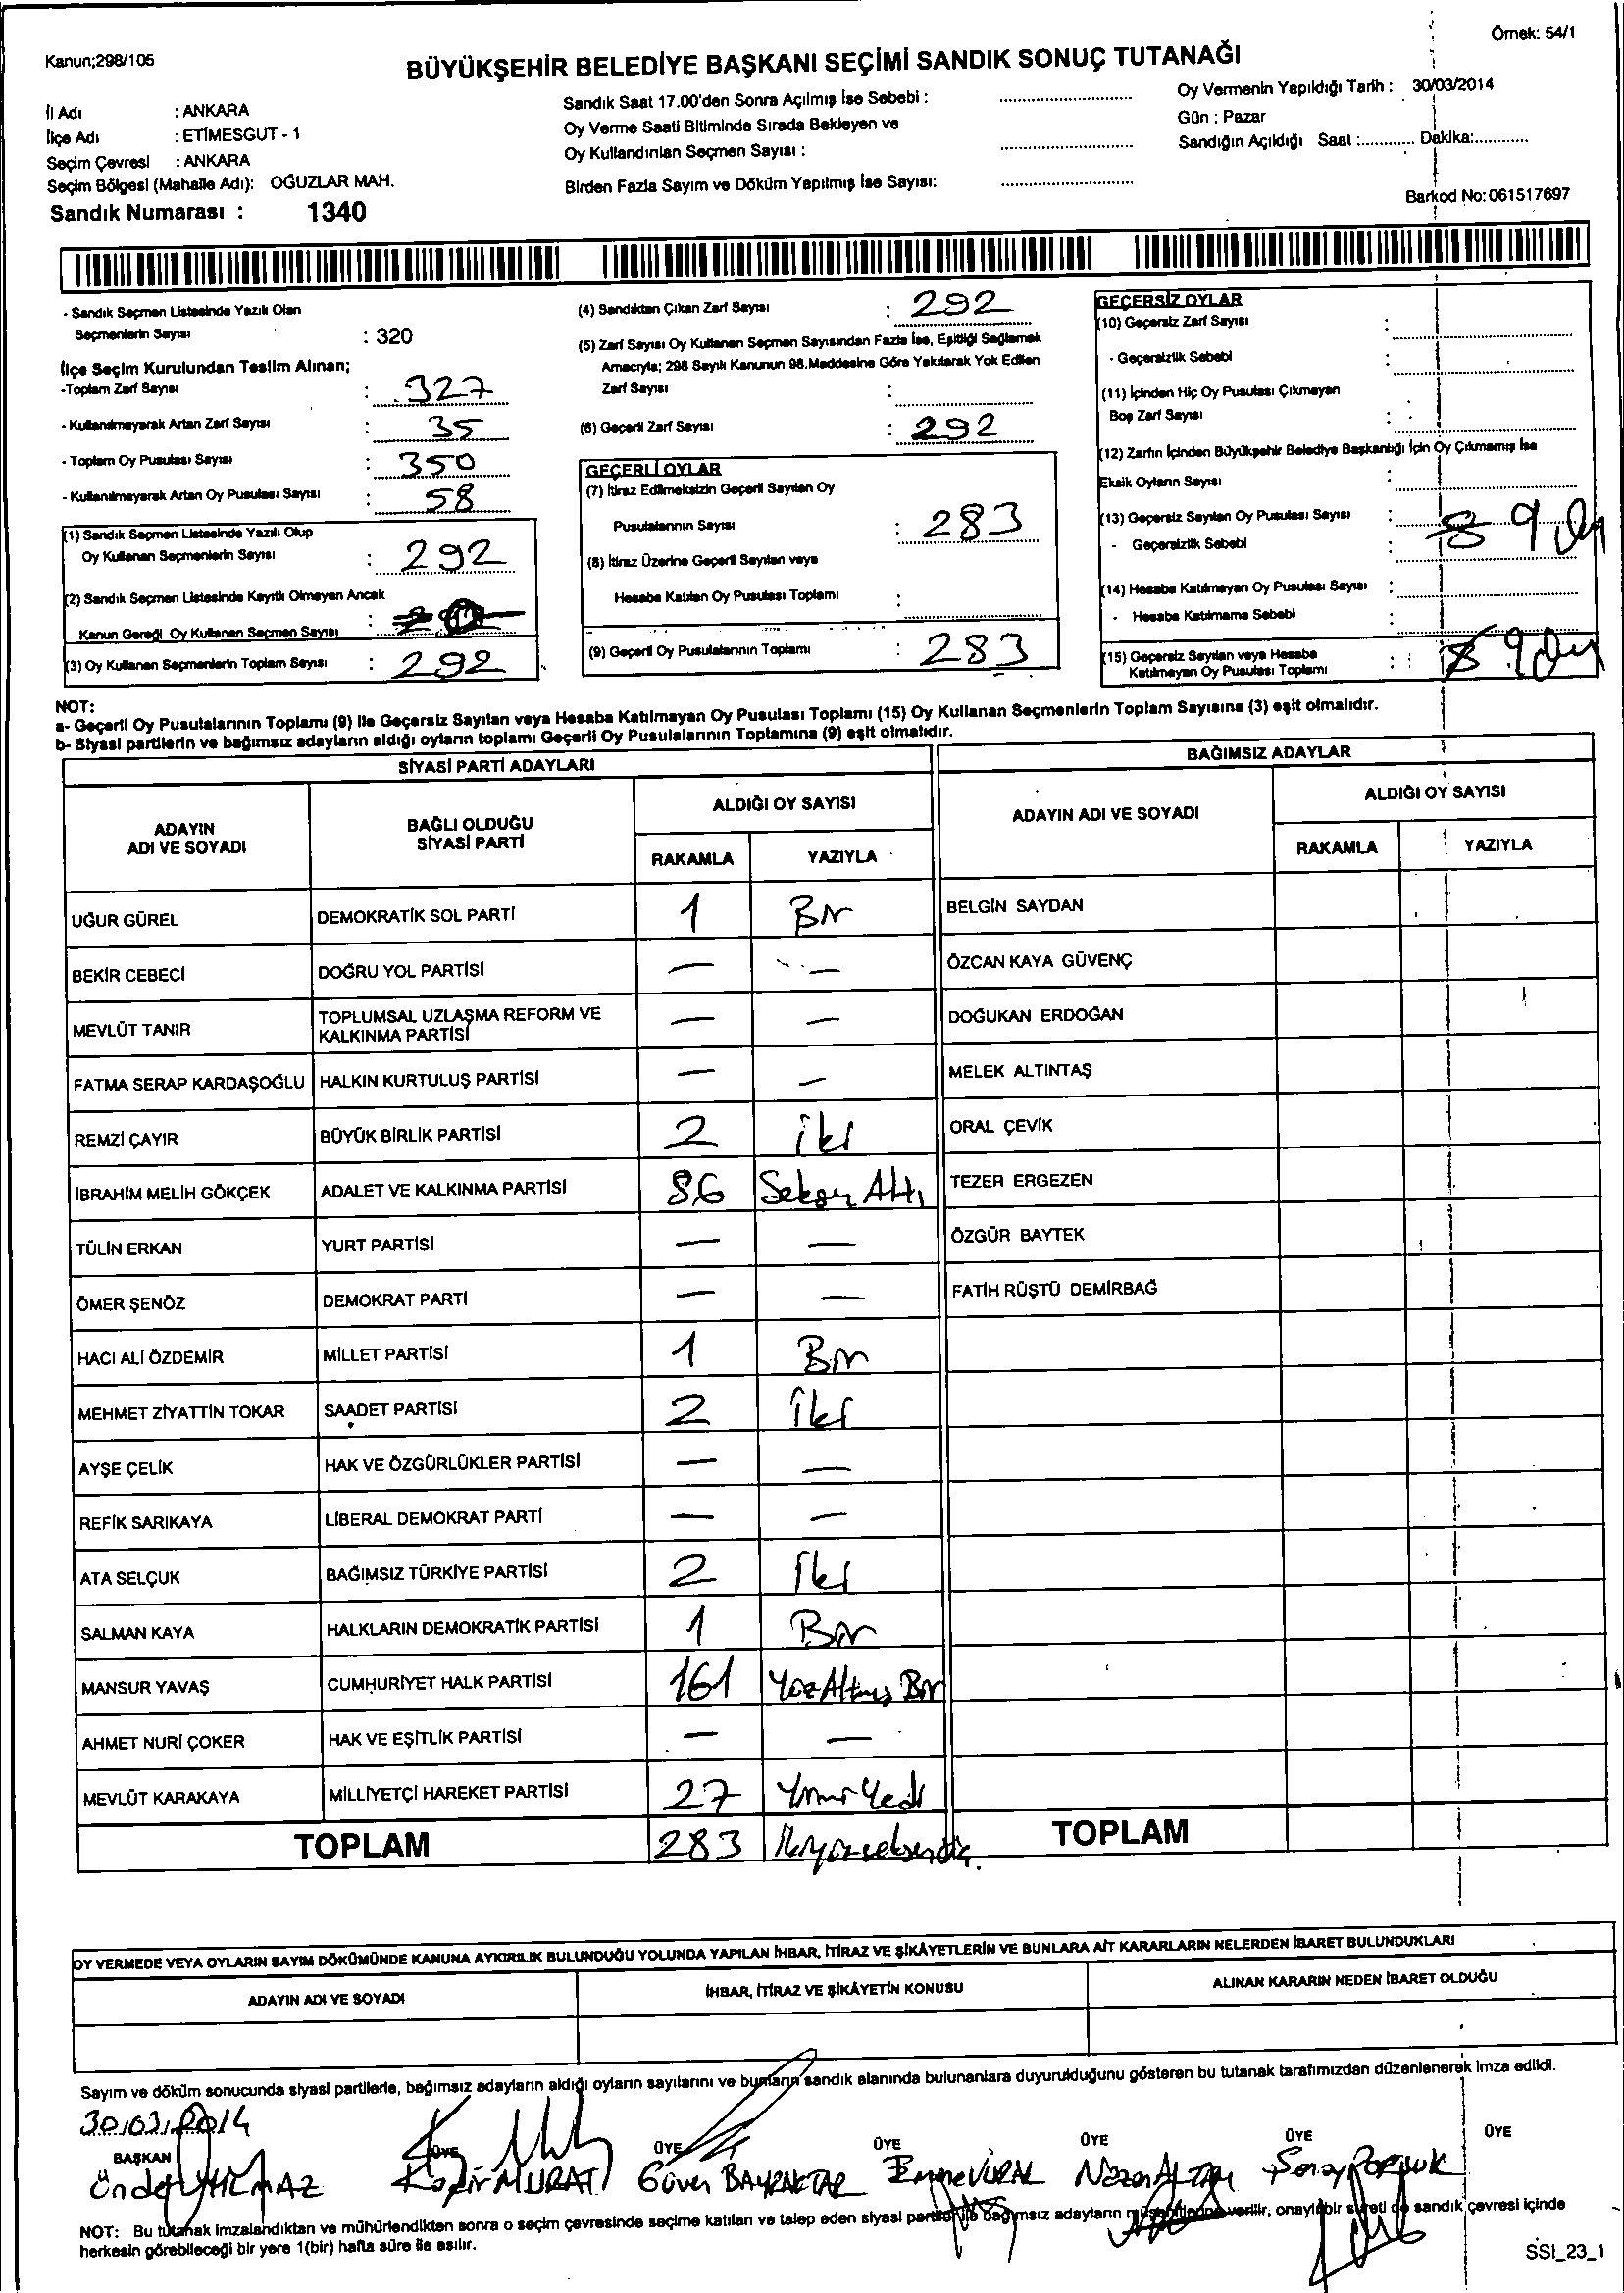 Örnek: 54/1
Kanun;298/105
BÜYÜKŞEHİR BELEDİYE BAŞKANI SEÇİMİ SANDIK SONUÇ TUTANAĞI
İl Adı : ANKARA
İlçe Adı : ETİMESGUT - 1
Seçim Çevresi : ANKARA
Seçim Bölgesi (Mahalle Adı): OĞUZLAR MAH.
Sandık Numarası : 1340
Sandık Saat 17.00'den Sonra Açılmış İse Sebebi :
Oy Verme Saati Bitiminde Sırada Bekleyen ve
Oy Kullandırılan Seçmen Sayısı :
Birden Fazla Sayım ve Döküm Yapılmış İse Sayısı:
Oy Vermenin Yapıldığı Tarih : 30/03/2014
Gün : Pazar
Sandığın Açıldığı Saat :............ Dakika:............
Barkod No:061517697
- Sandık Seçmen Listesinde Yazılı Olan
Seçmenlerin Sayısı : 320
İlçe Seçim Kurulundan Teslim Alınan;
-Toplam Zarf Sayısı : 327
- Kullanılmayarak Artan Zarf Sayısı : 35
- Toplam Oy Pusulası Sayısı : 350
- Kullanılmayarak Artan Oy Pusulası Sayısı : 58
(1) Sandık Seçmen Listesinde Yazılı Olup
Oy Kullanan Seçmenlerin Sayısı : 292
(2) Sandık Seçmen Listesinde Kayıtlı Olmayan Ancak
Kanun Gereği Oy Kullanan Seçmen Sayısı :
(3) Oy Kullanan Seçmenlerin Toplam Sayısı : 292
(4) Sandıktan Çıkan Zarf Sayısı : 292
(5) Zarf Sayısı Oy Kullanan Seçmen Sayısından Fazla İse, Eşitliği Sağlamak
Amacıyla; 298 Sayılı Kanunun 98.Maddesine Göre Yakılarak Yok Edilen
Zarf Sayısı :
(6) Geçerli Zarf Sayısı : 292
GEÇERLİ OYLAR
(7) İtiraz Edilmeksizin Geçerli Sayılan Oy
Pusulalarının Sayısı : 283
(8) İtiraz Üzerine Geçerli Sayılan veya
Hesaba Katılan Oy Pusulası Toplamı :
(9) Geçerli Oy Pusulalarının Toplamı : 283
GEÇERSİZ OYLAR
(10) Geçersiz Zarf Sayısı :
- Geçersizlik Sebebi :
(11) İçinden Hiç Oy Pusulası Çıkmayan
Boş Zarf Sayısı :
(12) Zarfın İçinden Büyükşehir Belediye Başkanlığı İçin Oy Çıkmamış İse
Eksik Oyların Sayısı :
(13) Geçersiz Sayılan Oy Pusulası Sayısı : 8 9
- Geçersizlik Sebebi :
(14) Hesaba Katılmayan Oy Pusulası Sayısı :
- Hesaba Katılmama Sebebi :
(15) Geçersiz Sayılan veya Hesaba
Katılmayan Oy Pusulası Toplamı : 8 9
NOT:
a- Geçerli Oy Pusulalarının Toplamı (9) ile Geçersiz Sayılan veya Hesaba Katılmayan Oy Pusulası Toplamı (15) Oy Kullanan Seçmenlerin Toplam Sayısına (3) eşit olmalıdır.
b- Siyasi partilerin ve bağımsız adayların aldığı oyların toplamı Geçerli Oy Pusulalarının Toplamına (9) eşit olmalıdır.
SİYASİ PARTİ ADAYLARI
ADAYIN ADI VE SOYADI
BAĞLI OLDUĞU SİYASİ PARTİ
ALDIĞI OY SAYISI
RAKAMLA YAZIYLA
UĞUR GÜREL DEMOKRATİK SOL PARTİ 1 Bir
BEKİR CEBECİ DOĞRU YOL PARTİSİ — —
MEVLÜT TANIR TOPLUMSAL UZLAŞMA REFORM VE KALKINMA PARTİSİ — —
FATMA SERAP KARDAŞOĞLU HALKIN KURTULUŞ PARTİSİ — —
REMZİ ÇAYIR BÜYÜK BİRLİK PARTİSİ 2 iki
İBRAHİM MELİH GÖKÇEK ADALET VE KALKINMA PARTİSİ 86 Seksen Altı
TÜLİN ERKAN YURT PARTİSİ — —
ÖMER ŞENÖZ DEMOKRAT PARTİ — —
HACI ALİ ÖZDEMİR MİLLET PARTİSİ 1 Bir
MEHMET ZİYATTİN TOKAR SAADET PARTİSİ 2 İki
AYŞE ÇELİK HAK VE ÖZGÜRLÜKLER PARTİSİ — —
REFİK SARIKAYA LİBERAL DEMOKRAT PARTİ — —
ATA SELÇUK BAĞIMSIZ TÜRKİYE PARTİSİ 2 İki
SALMAN KAYA HALKLARIN DEMOKRATİK PARTİSİ 1 Bir
MANSUR YAVAŞ CUMHURİYET HALK PARTİSİ 161 Yüz Altmış Bir
AHMET NURİ ÇOKER HAK VE EŞİTLİK PARTİSİ — —
MEVLÜT KARAKAYA MİLLİYETÇİ HAREKET PARTİSİ 27 Yirmi Yedi
TOPLAM 283 İkiyüzseksenüç
BAĞIMSIZ ADAYLAR
ADAYIN ADI VE SOYADI
ALDIĞI OY SAYISI
RAKAMLA YAZIYLA
BELGİN SAYDAN
ÖZCAN KAYA GÜVENÇ
DOĞUKAN ERDOĞAN
MELEK ALTINTAŞ
ORAL ÇEVİK
TEZER ERGEZEN
ÖZGÜR BAYTEK
FATİH RÜŞTÜ DEMİRBAĞ
TOPLAM
OY VERMEDE VEYA OYLARIN SAYIM DÖKÜMÜNDE KANUNA AYKIRILIK BULUNDUĞU YOLUNDA YAPILAN İHBAR, İTİRAZ VE ŞİKÂYETLERİN VE BUNLARA AİT KARARLARIN NELERDEN İBARET BULUNDUKLARI
ADAYIN ADI VE SOYADI
İHBAR, İTİRAZ VE ŞİKÂYETİN KONUSU
ALINAN KARARIN NEDEN İBARET OLDUĞU
Sayım ve döküm sonucunda siyasi partilerle, bağımsız adayların aldığı oyların sayılarını ve bunların sandık alanında bulunanlara duyurulduğunu gösteren bu tutanak tarafımızdan düzenlenerek imza edildi.
30.03.2014
BAŞKAN ÜYE ÜYE ÜYE ÜYE ÜYE ÜYE
Önder YILMAZ MURAT Güven BAYRAKTAR Emine VURAL
NOT: Bu tutanak imzalandıktan ve mühürlendikten sonra o seçim çevresinde seçime katılan ve talep eden siyasi partiler ile bağımsız adayların müşahitlerine verilir, onaylı bir sureti de sandık çevresi içinde
herkesin görebileceği bir yere 1(bir) hafta süre ile asılır.
SSI_23_1